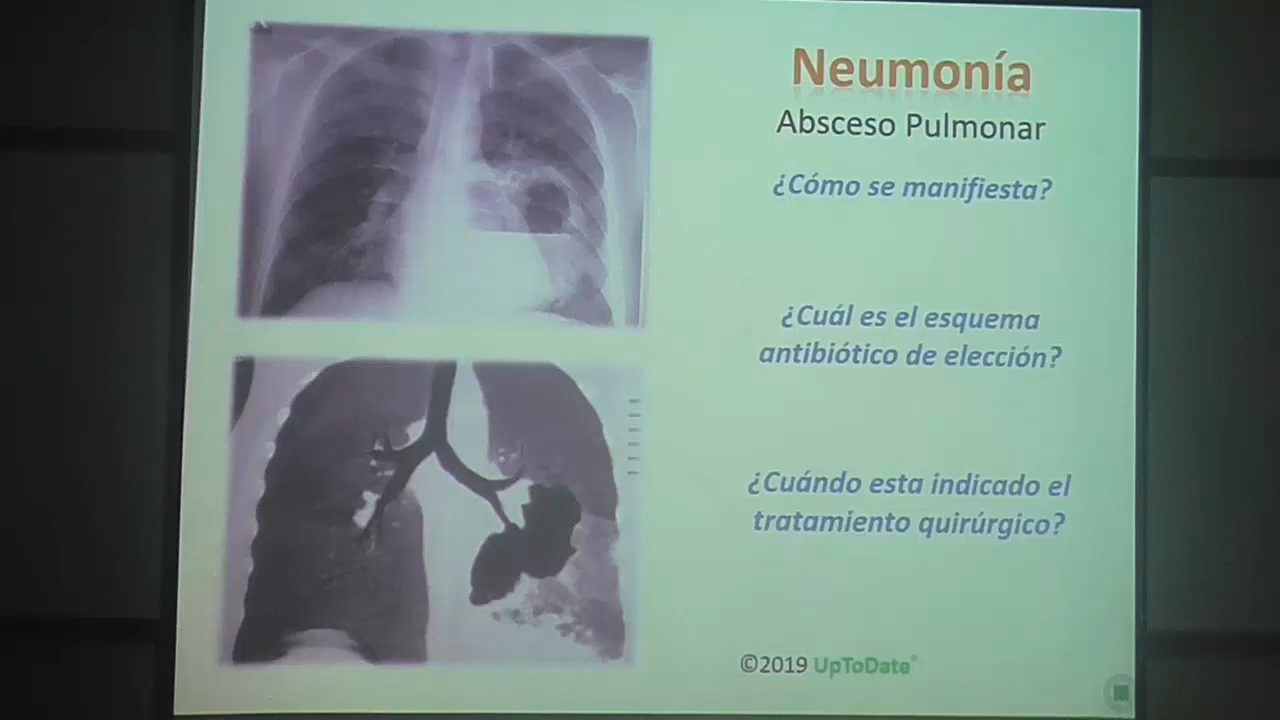 Neumonía
Absceso Pulmonar
¿Cómo se manifiesta?
¿Cuál es el esquema
antibiótico de elección?
¿Cuándo esta indicado el
tratamiento quirúrgico?
©2019 UpToDate®